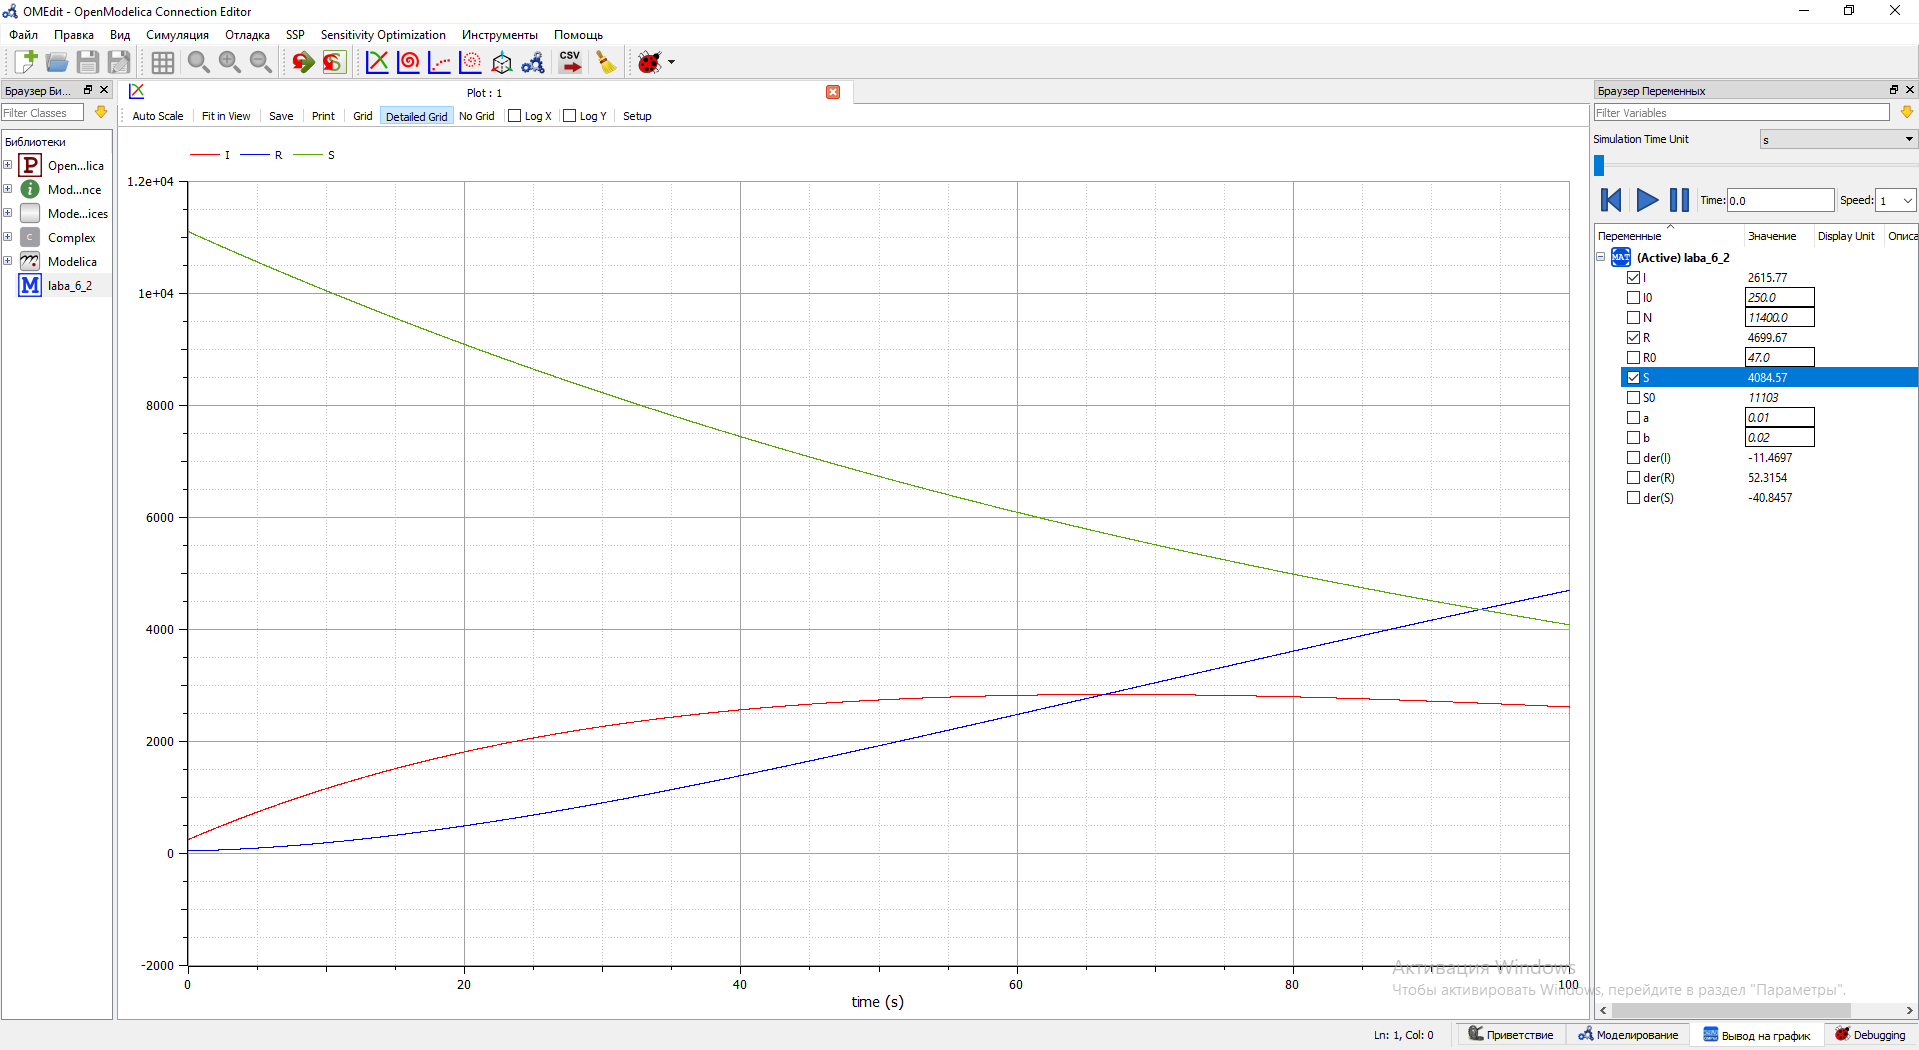 OMEdit - OpenModelica Connection Editor
Файл Правка Вид Симуляция Отладка SSP Sensitivity Optimization Инструменты Помощь
CSV
Браузер Би...
Filter Classes
Библиотеки
P Open...lica
i Mod...nce
Mode...ices
C Complex
Modelica
M laba_6_2
Plot : 1
Auto Scale Fit in View Save Print Grid Detailed Grid No Grid Log X Log Y Setup
I R S
1.2e+04
1e+04
8000
6000
4000
2000
0
-2000
0 20 40 60 80 100
time (s)
Браузер Переменных
Filter Variables
Simulation Time Unit s
Time: 0.0 Speed: 1
Переменные Значение Display Unit Описа
MAT (Active) laba_6_2
I 2615.77
I0 250.0
N 11400.0
R 4699.67
R0 47.0
S 4084.57
S0 11103
a 0.01
b 0.02
der(I) -11.4697
der(R) 52.3154
der(S) -40.8457
Активация Windows
Чтобы активировать Windows, перейдите в раздел "Параметры".
Ln: 1, Col: 0 Приветствие Моделирование Вывод на график Debugging